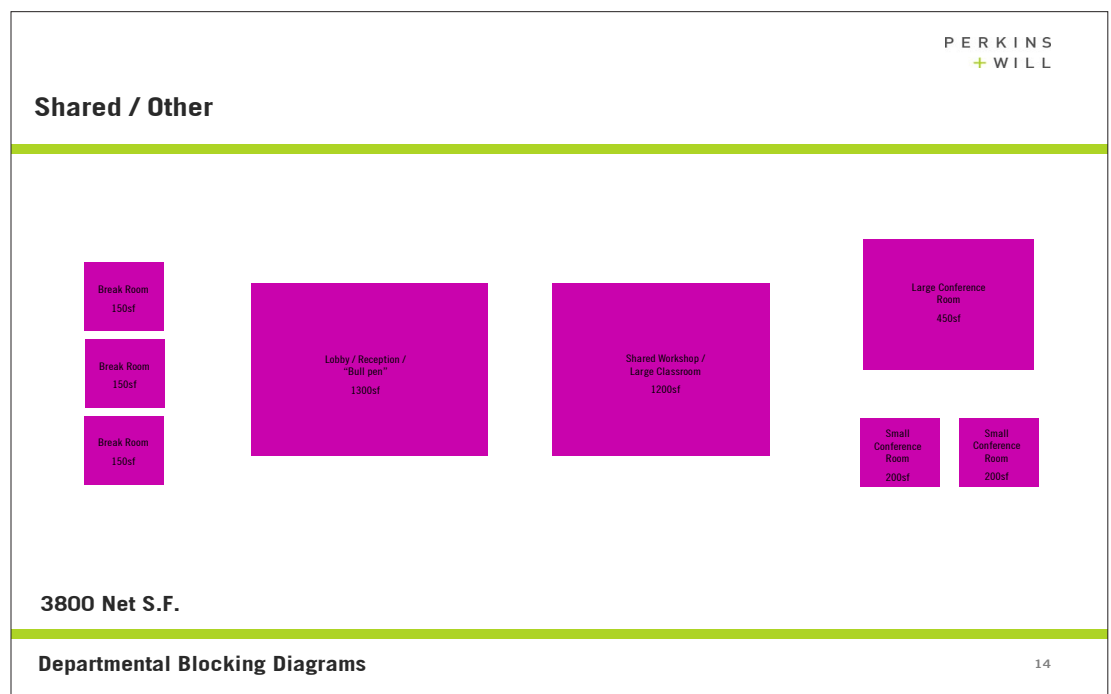 PERKINS
+ WILL
Shared / Other
Break Room
150sf
Break Room
150sf
Break Room
150sf
Lobby / Reception /
“Bull pen”
1300sf
Shared Workshop /
Large Classroom
1200sf
Large Conference
Room
450sf
Small
Conference
Room
200sf
Small
Conference
Room
200sf
3800 Net S.F.
Departmental Blocking Diagrams
14